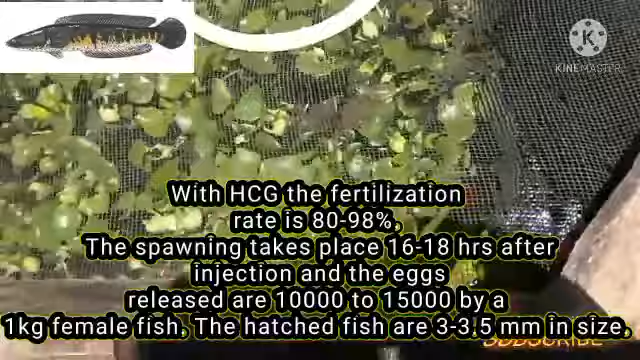 KINEMASTER
With HCG the fertilization
rate is 80-98%.
The spawning takes place 16-18 hrs after
injection and the eggs
released are 10000 to 15000 by a
1kg female fish. The hatched fish are 3-3.5 mm in size.
SUBSCRIBE